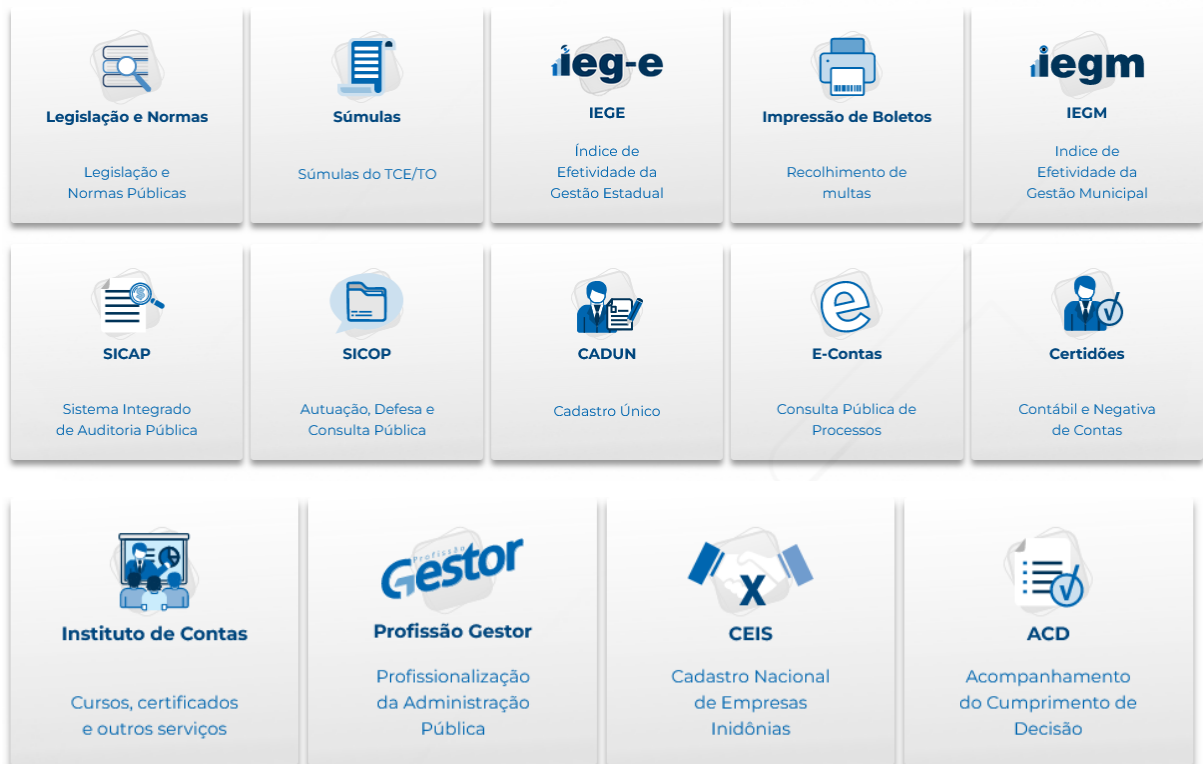 Legislação e Normas
Legislação e
Normas Públicas
Súmulas
Súmulas do TCE/TO
ieg-e
IEGE
Índice de
Efetividade da
Gestão Estadual
Impressão de Boletos
Recolhimento de
multas
iegm
IEGM
Indice de
Efetividade da
Gestão Municipal
SICAP
Sistema Integrado
de Auditoria Pública
SICOP
Autuação, Defesa e
Consulta Pública
CADUN
Cadastro Único
e
E-Contas
Consulta Pública de
Processos
Certidões
Contábil e Negativa
de Contas
Instituto de Contas
Cursos, certificados
e outros serviços
Profissão
Gestor
Profissão Gestor
Profissionalização
da Administração
Pública
X
CEIS
Cadastro Nacional
de Empresas
Inidônias
ACD
Acompanhamento
do Cumprimento de
Decisão